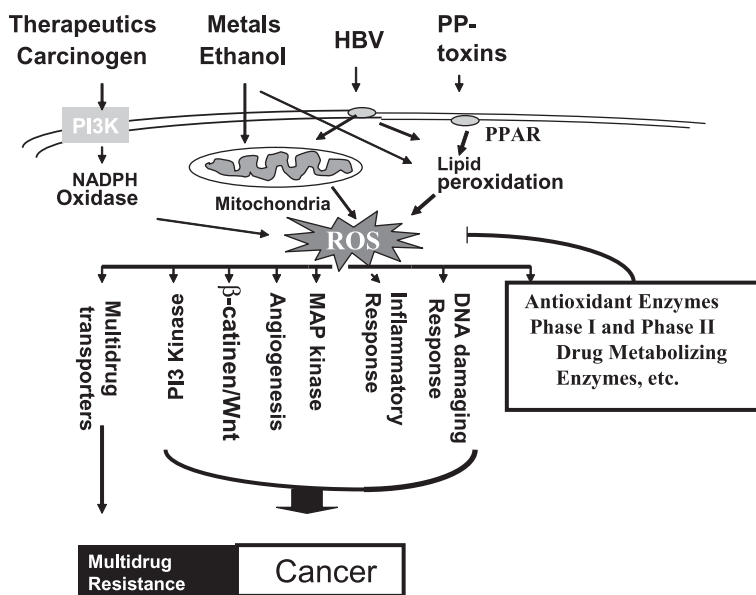 Therapeutics
Carcinogen
Metals
Ethanol
HBV
PP-
toxins
PI3K
PPAR
NADPH
Oxidase
Mitochondria
Lipid
peroxidation
ROS
Multidrug
transporters
PI3 Kinase
β-catinen/Wnt
Angiogenesis
MAP kinase
Inflammatory
Response
DNA damaging
Response
Antioxidant Enzymes
Phase I and Phase II
Drug Metabolizing
Enzymes, etc.
Multidrug
Resistance
Cancer